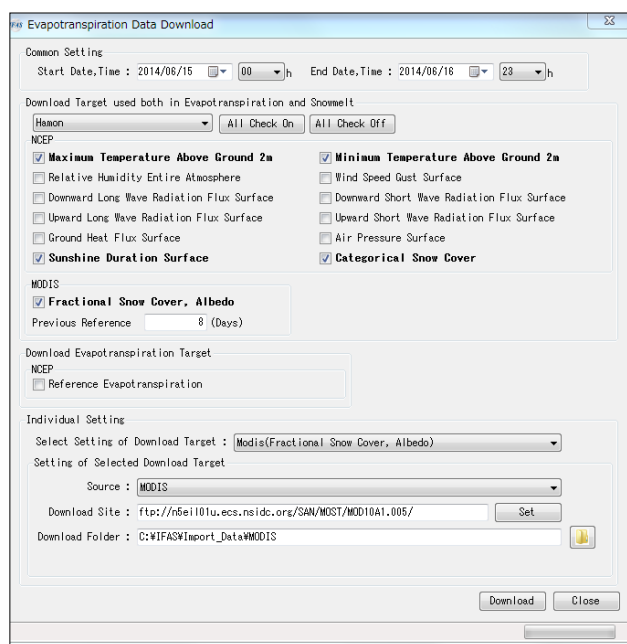 IFAS Evapotranspiration Data Download
Common Setting
Start Date,Time : 2014/06/15 00 h End Date,Time : 2014/06/16 23 h
Download Target used both in Evapotranspiration and Snowmelt
Hamon All Check On All Check Off
NCEP
Maximum Temperature Above Ground 2m Minimum Temperature Above Ground 2m
Relative Humidity Entire Atmosphere Wind Speed Gust Surface
Downward Long Wave Radiation Flux Surface Downward Short Wave Radiation Flux Surface
Upward Long Wave Radiation Flux Surface Upward Short Wave Radiation Flux Surface
Ground Heat Flux Surface Air Pressure Surface
Sunshine Duration Surface Categorical Snow Cover
MODIS
Fractional Snow Cover, Albedo
Previous Reference 8 (Days)
Download Evapotranspiration Target
NCEP
Reference Evapotranspiration
Individual Setting
Select Setting of Download Target : Modis(Fractional Snow Cover, Albedo)
Setting of Selected Download Target
Source : MODIS
Download Site : ftp://n5eil01u.ecs.nsidc.org/SAN/MOST/MOD10A1.005/ Set
Download Folder : C:¥IFAS¥Import_Data¥MODIS
Download Close